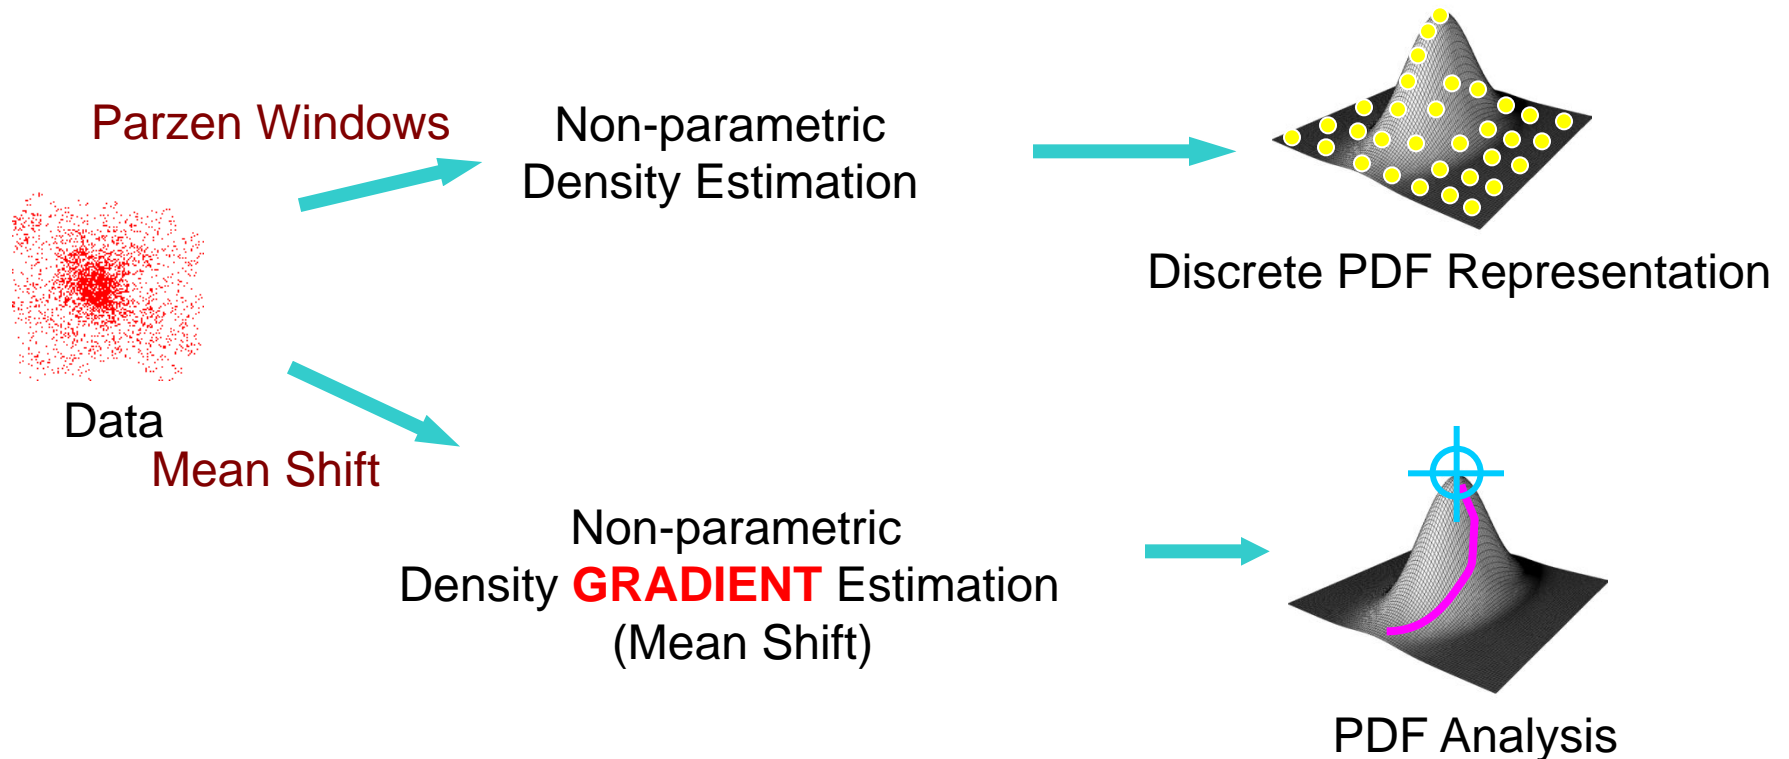 Parzen Windows
Non-parametric
Density Estimation
Discrete PDF Representation
Data
Mean Shift
Non-parametric
Density GRADIENT Estimation
(Mean Shift)
PDF Analysis